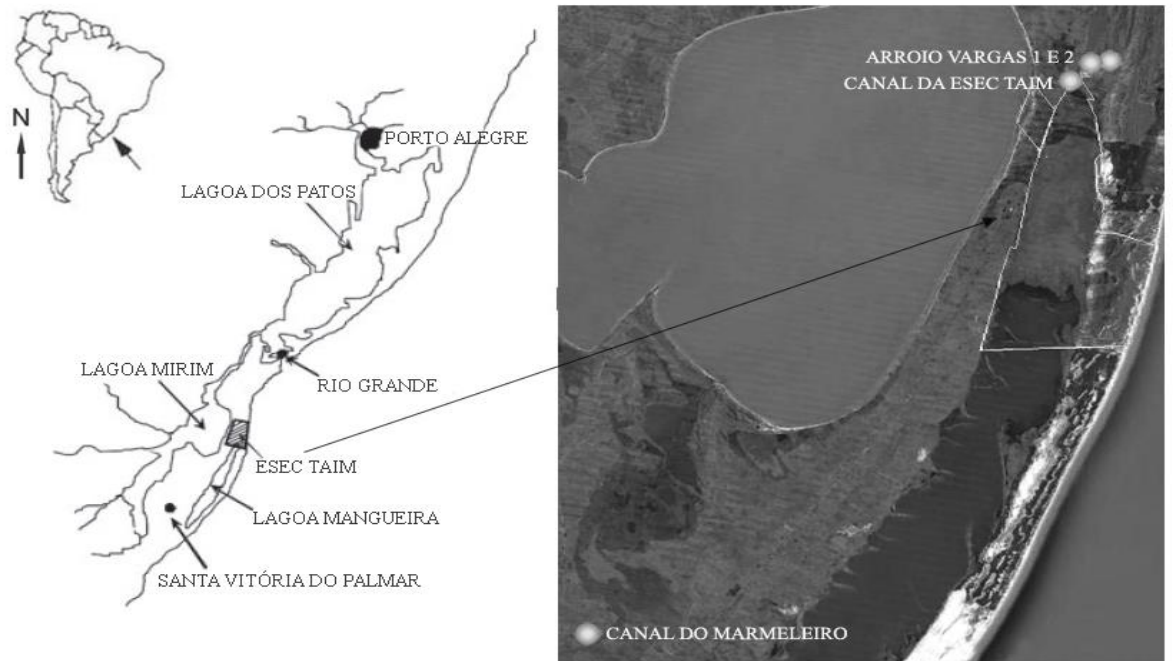 N
PORTO ALEGRE
LAGOA DOS PATOS
LAGOA MIRIM
RIO GRANDE
ESEC TAIM
LAGOA MANGUEIRA
SANTA VITÓRIA DO PALMAR
ARROIO VARGAS 1 E 2
CANAL DA ESEC TAIM
CANAL DO MARMELEIRO